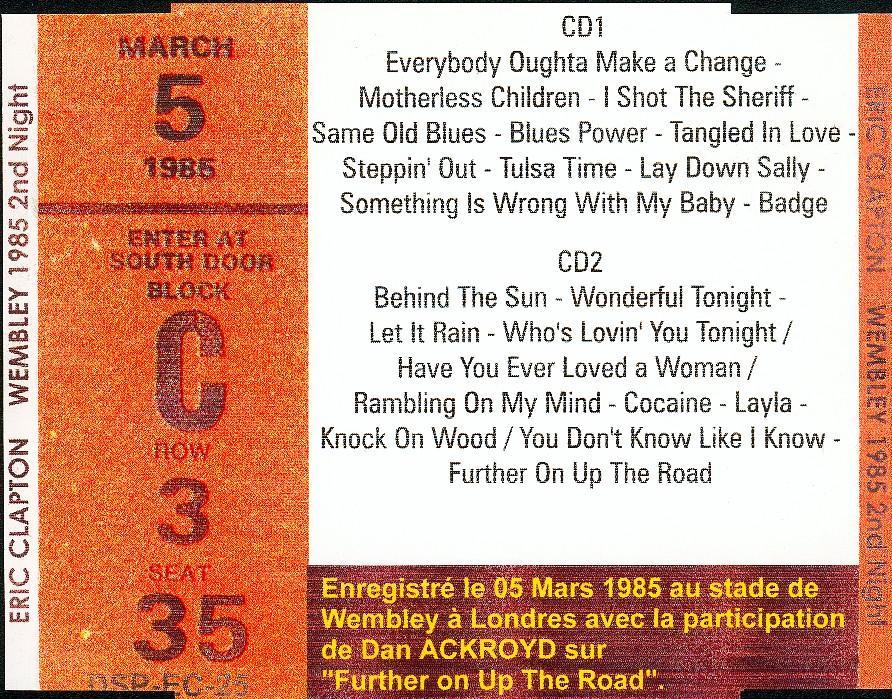 ERIC CLAPTON WEMBLEY 1985 2nd Night
MARCH
5
1985
ENTER AT
SOUTH DOOR
BLOCK
C
ROW
3
SEAT
35
DSP-EC-25
CD1
Everybody Oughta Make a Change -
Motherless Children - I Shot The Sheriff -
Same Old Blues - Blues Power - Tangled In Love -
Steppin' Out - Tulsa Time - Lay Down Sally -
Something Is Wrong With My Baby - Badge
CD2
Behind The Sun - Wonderful Tonight -
Let It Rain - Who's Lovin' You Tonight /
Have You Ever Loved a Woman /
Rambling On My Mind - Cocaine - Layla -
Knock On Wood / You Don't Know Like I Know -
Further On Up The Road
Enregistré le 05 Mars 1985 au stade de
Wembley à Londres avec la participation
de Dan ACKROYD sur
"Further on Up The Road".
ERIC CLAPTON WEMBLEY 1985 2nd Night